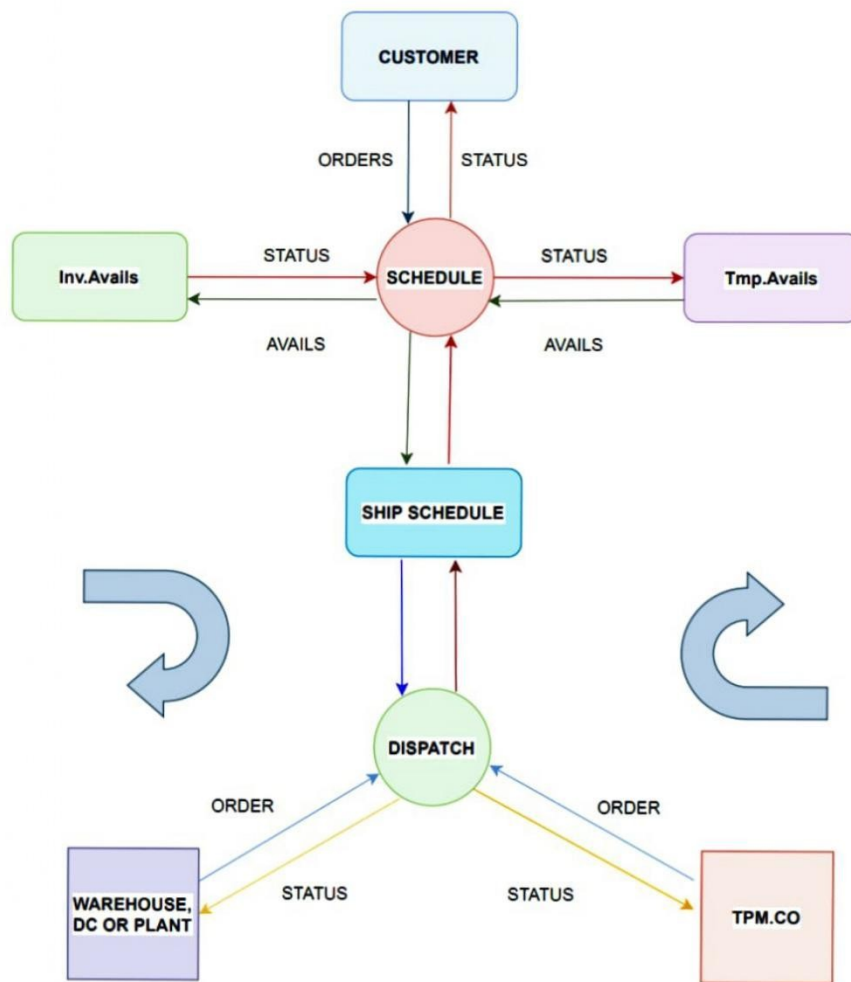 CUSTOMER
ORDERS
STATUS
STATUS
STATUS
Inv.Avails
SCHEDULE
Tmp.Avails
AVAILS
AVAILS
SHIP SCHEDULE
DISPATCH
ORDER
ORDER
STATUS
STATUS
WAREHOUSE,
DC OR PLANT
TPM.CO